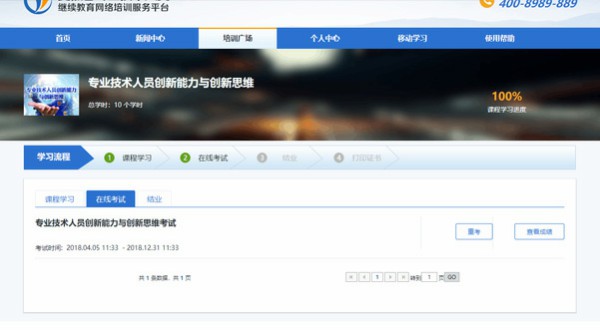 继续教育网络培训服务平台
400-8989-889
首页 新闻中心 培训广场 个人中心 移动学习 使用帮助
专业技术人员创新能力与创新思维
专业技术人员创新能力
与创新思维
总学时：10 个学时
100%
课程学习进度
学习流程 1 课程学习 2 在线考试 3 结业 4 打印证书
课程学习 在线考试 结业
专业技术人员创新能力与创新思维考试
重考 查看成绩
考试时间：2018.04.05 11:33 - 2018.12.31 11:33
共 1 条数据，共 1 页 « < 1 > » 跳到 1 页 GO